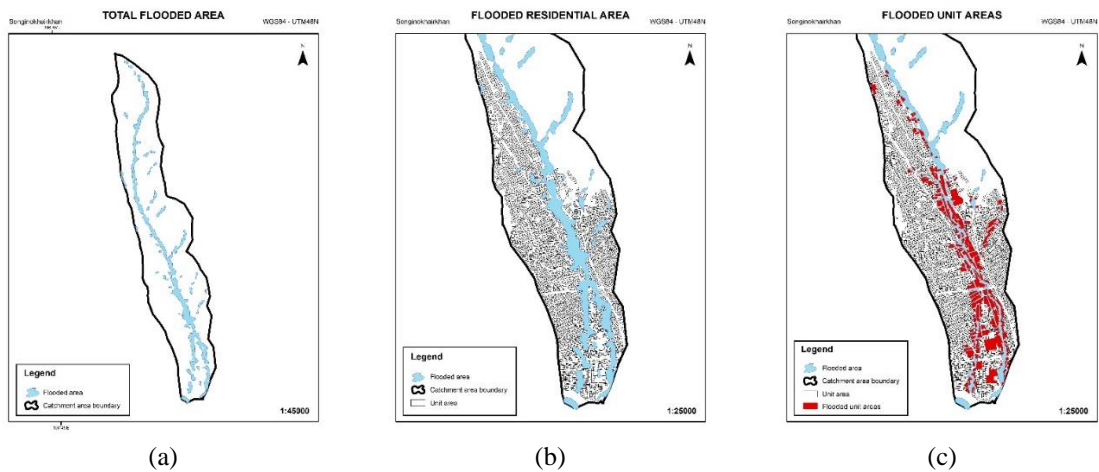 TOTAL FLOODED AREA
Songinokhairkhan
WGS84 - UTM48N
N
Legend
Flooded area
Catchment area boundary
1:45000
(a)
FLOODED RESIDENTIAL AREA
Songinokhairkhan
WGS84 - UTM48N
N
Legend
Flooded area
Catchment area boundary
Unit area
1:25000
(b)
FLOODED UNIT AREAS
Songinokhairkhan
WGS84 - UTM48N
N
Legend
Flooded area
Catchment area boundary
Unit area
Flooded unit areas
1:25000
(c)